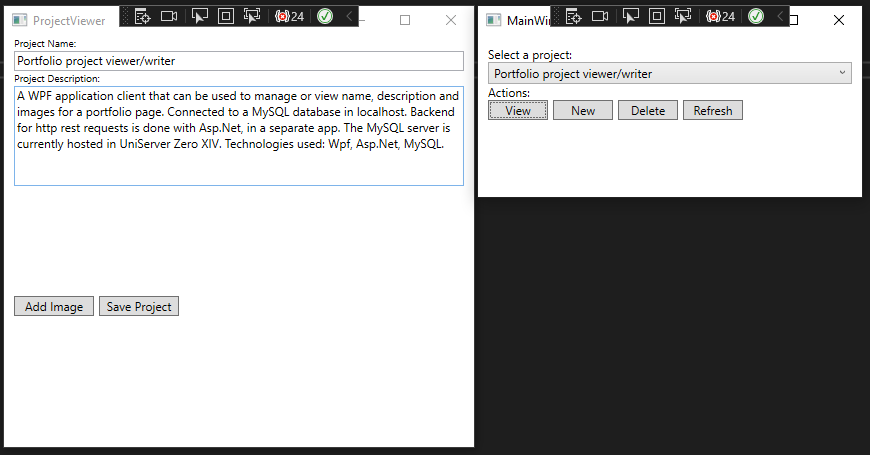 ProjectViewer
24
Project Name:
Portfolio project viewer/writer
Project Description:
A WPF application client that can be used to manage or view name, description and
images for a portfolio page. Connected to a MySQL database in localhost. Backend
for http rest requests is done with Asp.Net, in a separate app. The MySQL server is
currently hosted in UniServer Zero XIV. Technologies used: Wpf, Asp.Net, MySQL.
Add Image
Save Project
MainWin
24
Select a project:
Portfolio project viewer/writer
Actions:
View
New
Delete
Refresh